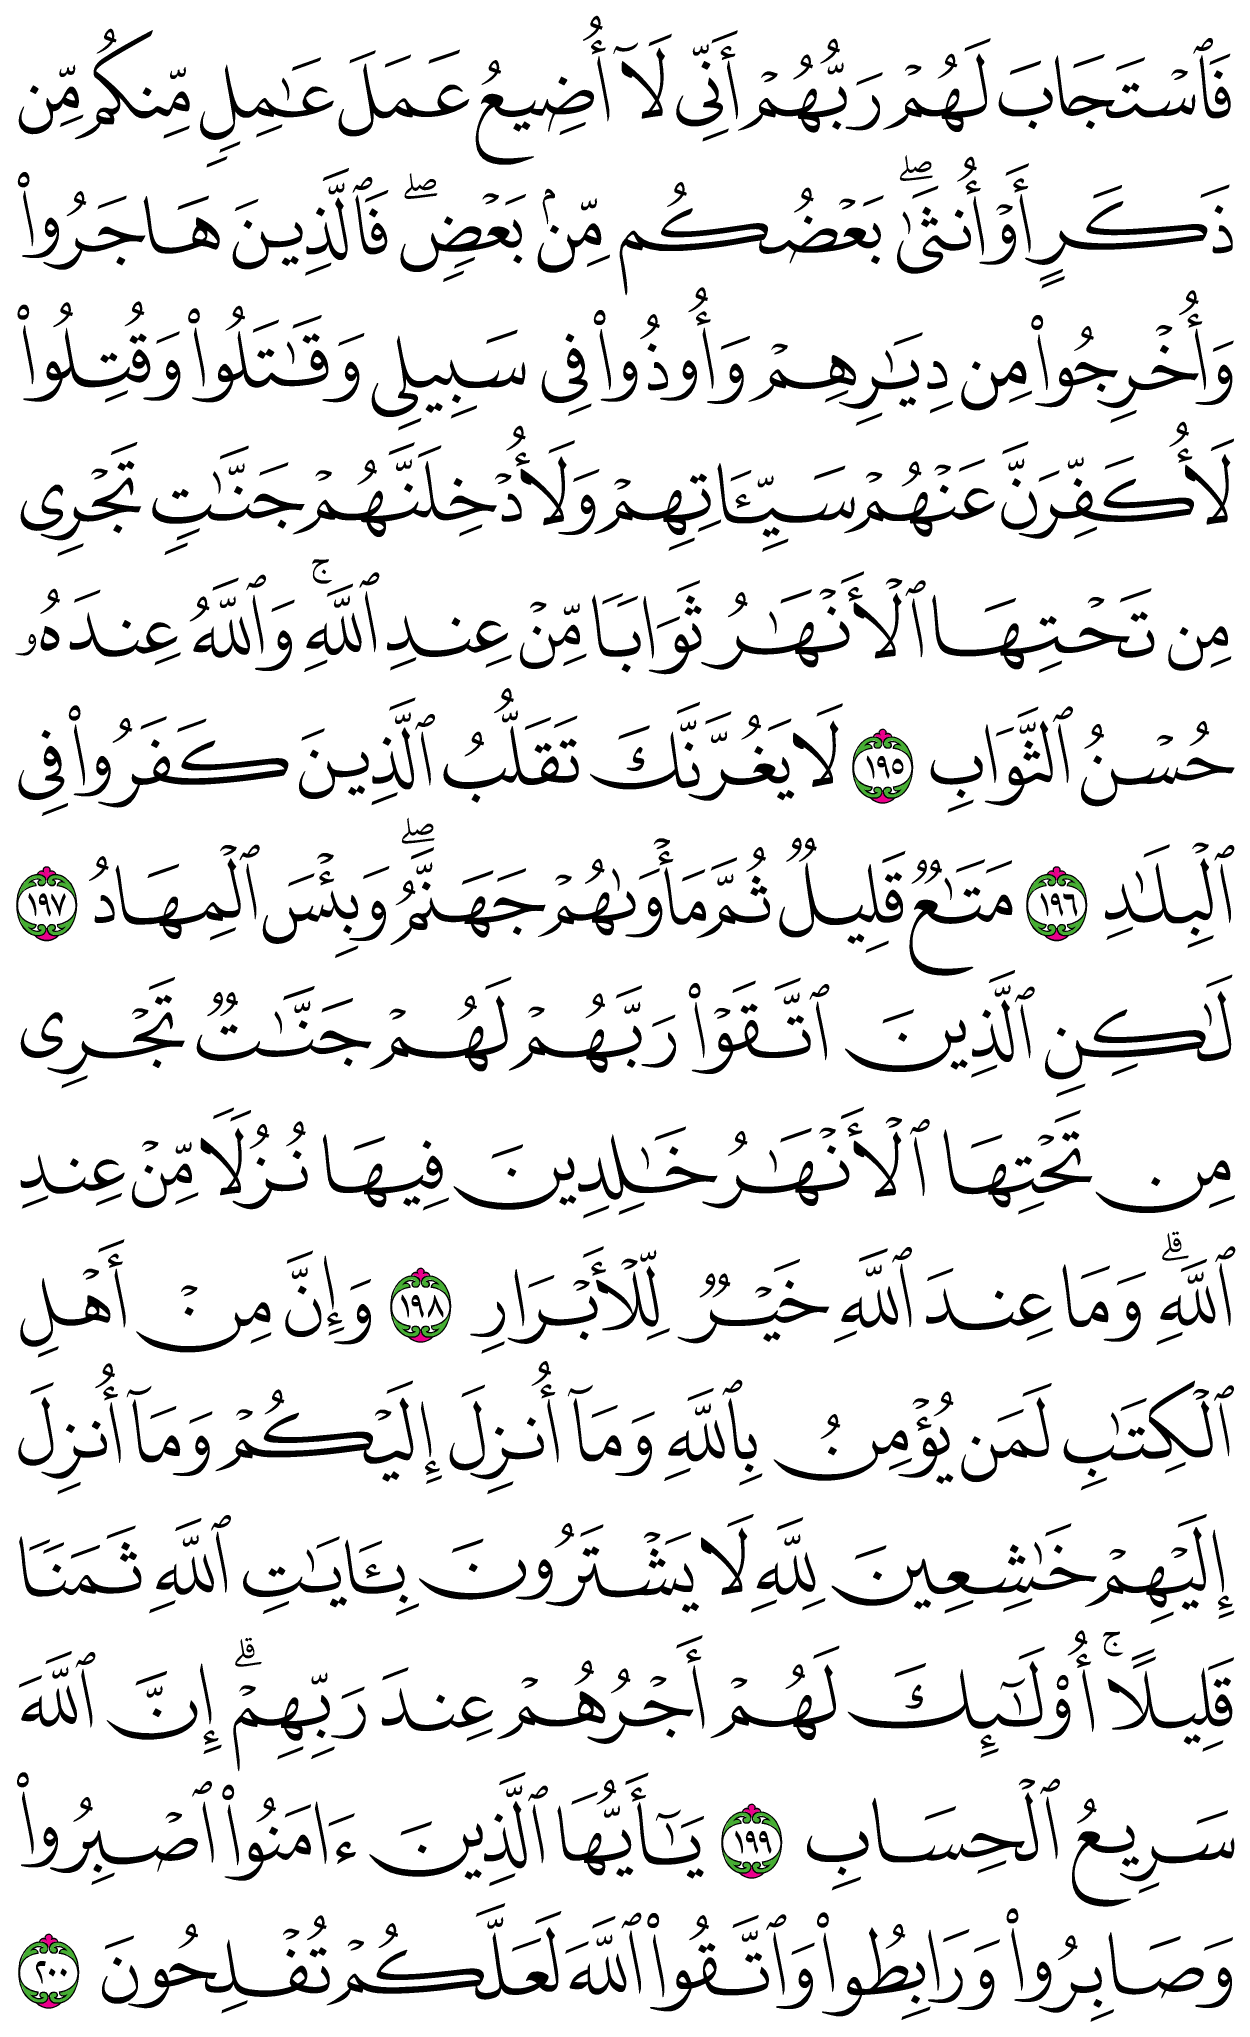 فَٱسۡتَجَابَ لَهُمۡ رَبُّهُمۡ أَنِّي لَآ أُضِيعُ عَمَلَ عَٰمِلٖ مِّنكُم مِّن
ذَكَرٍ أَوۡ أُنثَىٰۖ بَعۡضُكُم مِّنۢ بَعۡضٖۖ فَٱلَّذِينَ هَاجَرُواْ
وَأُخۡرِجُواْ مِن دِيَٰرِهِمۡ وَأُوذُواْ فِي سَبِيلِي وَقَٰتَلُواْ وَقُتِلُواْ
لَأُكَفِّرَنَّ عَنۡهُمۡ سَيِّـَٔاتِهِمۡ وَلَأُدۡخِلَنَّهُمۡ جَنَّٰتٖ تَجۡرِي
مِن تَحۡتِهَا ٱلۡأَنۡهَٰرُ ثَوَابٗا مِّنۡ عِندِ ٱللَّهِۚ وَٱللَّهُ عِندَهُۥ
حُسۡنُ ٱلثَّوَابِ ١٩٥ لَا يَغُرَّنَّكَ تَقَلُّبُ ٱلَّذِينَ كَفَرُواْ فِي
ٱلۡبِلَٰدِ ١٩٦ مَتَٰعٞ قَلِيلٞ ثُمَّ مَأۡوَىٰهُمۡ جَهَنَّمُۖ وَبِئۡسَ ٱلۡمِهَادُ ١٩٧
لَٰكِنِ ٱلَّذِينَ ٱتَّقَوۡاْ رَبَّهُمۡ لَهُمۡ جَنَّٰتٞ تَجۡرِي
مِن تَحۡتِهَا ٱلۡأَنۡهَٰرُ خَٰلِدِينَ فِيهَا نُزُلٗا مِّنۡ عِندِ
ٱللَّهِۗ وَمَا عِندَ ٱللَّهِ خَيۡرٞ لِّلۡأَبۡرَارِ ١٩٨ وَإِنَّ مِنۡ أَهۡلِ
ٱلۡكِتَٰبِ لَمَن يُؤۡمِنُ بِٱللَّهِ وَمَآ أُنزِلَ إِلَيۡكُمۡ وَمَآ أُنزِلَ
إِلَيۡهِمۡ خَٰشِعِينَ لِلَّهِ لَا يَشۡتَرُونَ بِـَٔايَٰتِ ٱللَّهِ ثَمَنٗا
قَلِيلًاۚ أُوْلَٰٓئِكَ لَهُمۡ أَجۡرُهُمۡ عِندَ رَبِّهِمۡۗ إِنَّ ٱللَّهَ
سَرِيعُ ٱلۡحِسَابِ ١٩٩ يَٰٓأَيُّهَا ٱلَّذِينَ ءَامَنُواْ ٱصۡبِرُواْ
وَصَابِرُواْ وَرَابِطُواْ وَٱتَّقُواْ ٱللَّهَ لَعَلَّكُمۡ تُفۡلِحُونَ ٢٠٠